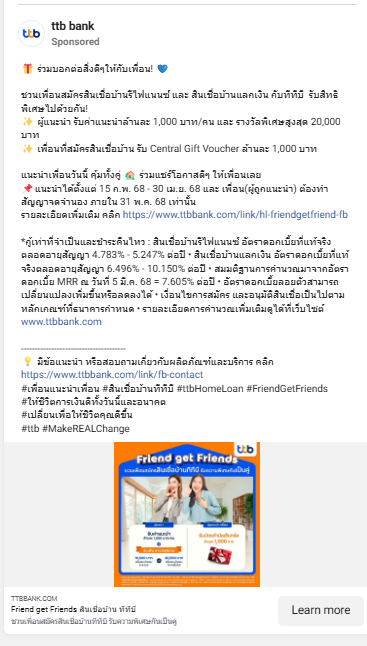 ttb bank
Sponsored
🎁 ร่วมบอกต่อสิ่งดีๆให้กับเพื่อน! 💙
ชวนเพื่อนสมัครสินเชื่อบ้านรีไฟแนนซ์ และ สินเชื่อบ้านแลกเงิน กับทีทีบี รับสิทธิ
พิเศษไปด้วยกัน!
✨ ผู้แนะนำ รับค่าแนะนำล้านละ 1,000 บาท/คน และ รางวัลพิเศษสูงสุด 20,000
บาท
✨ เพื่อนที่สมัครสินเชื่อบ้าน รับ Central Gift Voucher ล้านละ 1,000 บาท
แนะนำเพื่อนวันนี้ คุ้มทั้งคู่ 🏠 ร่วมแชร์โอกาสดีๆ ให้เพื่อนเลย
📌 แนะนำได้ตั้งแต่ 15 ก.พ. 68 - 30 เม.ย. 68 และ เพื่อน(ผู้ถูกแนะนำ) ต้องทำ
สัญญาจดจำนอง ภายใน 31 พ.ค. 68 เท่านั้น
รายละเอียดเพิ่มเติม คลิก https://www.ttbbank.com/link/hl-friendgetfriend-fb
*กู้เท่าที่จำเป็นและชำระคืนไหว : สินเชื่อบ้านรีไฟแนนซ์ อัตราดอกเบี้ยที่แท้จริง
ตลอดอายุสัญญา 4.783% - 5.247% ต่อปี • สินเชื่อบ้านแลกเงิน อัตราดอกเบี้ยที่แท้
จริงตลอดอายุสัญญา 6.496% - 10.150% ต่อปี • สมมติฐานการคำนวณมาจากอัตรา
ดอกเบี้ย MRR ณ วันที่ 5 มี.ค. 68 = 7.605% ต่อปี • อัตราดอกเบี้ยลอยตัวสามารถ
เปลี่ยนแปลงเพิ่มขึ้นหรือลดลงได้ • เงื่อนไขการสมัคร และอนุมัติสินเชื่อเป็นไปตาม
หลักเกณฑ์ที่ธนาคารกำหนด • รายละเอียดการคำนวณเพิ่มเติมดูได้ที่เว็บไซต์
www.ttbbank.com
--------------------------------------
💡 มีข้อแนะนำ หรือสอบถามเกี่ยวกับผลิตภัณฑ์และบริการ คลิก
https://www.ttbbank.com/link/fb-contact
#เพื่อนแนะนำเพื่อน #สินเชื่อบ้านทีทีบี #ttbHomeLoan #FriendGetFriends
#ให้ชีวิตการเงินดีทั้งวันนี้และอนาคต
#เปลี่ยนเพื่อให้ชีวิตคุณดีขึ้น
#ttb #MakeREALChange
ttb
Friend get Friends
ชวนเพื่อนสมัครสินเชื่อบ้านทีทีบี รับความพิเศษกันเป็นคู่
TTBBANK.COM
Friend get Friends สินเชื่อบ้าน ทีทีบี
ชวนเพื่อนสมัครสินเชื่อบ้านทีทีบี รับความพิเศษกันเป็นคู่
Learn more